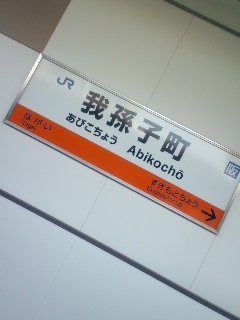 JR 我孫子町 阪
あびこちょう Abikochō
ながい すぎもとちょう
Nagai Sugimotochō